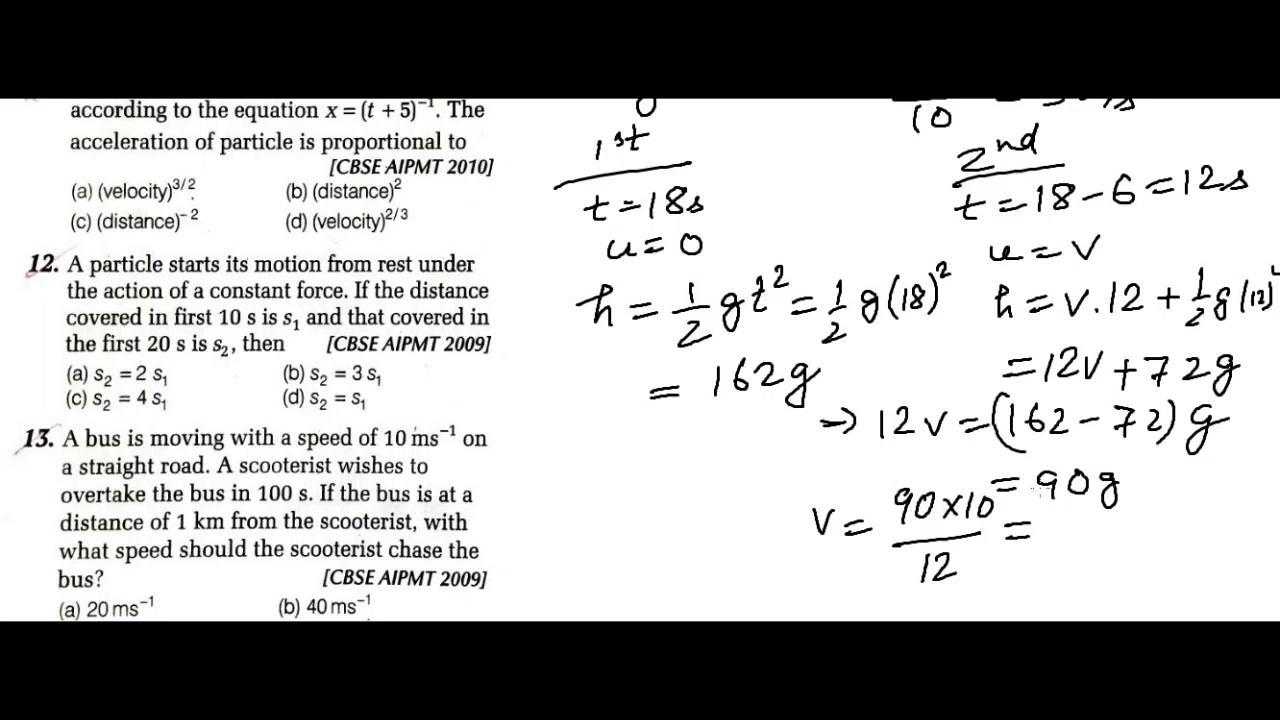 according to the equation x = (t + 5)⁻¹. The
acceleration of particle is proportional to
[CBSE AIPMT 2010]
(a) (velocity)^3/2 (b) (distance)²
(c) (distance)⁻² (d) (velocity)^2/3
12. A particle starts its motion from rest under
the action of a constant force. If the distance
covered in first 10 s is s₁ and that covered in
the first 20 s is s₂, then [CBSE AIPMT 2009]
(a) s₂ = 2 s₁ (b) s₂ = 3 s₁
(c) s₂ = 4 s₁ (d) s₂ = s₁
13. A bus is moving with a speed of 10 ms⁻¹ on
a straight road. A scooterist wishes to
overtake the bus in 100 s. If the bus is at a
distance of 1 km from the scooterist, with
what speed should the scooterist chase the
bus? [CBSE AIPMT 2009]
(a) 20 ms⁻¹ (b) 40 ms⁻¹
10
1st
t = 18s
u = 0
h = 1/2 gt² = 1/2 g(18)²
= 162g
2nd
t = 18 - 6 = 12s
u = v
h = v.12 + 1/2 g(12)²
= 12v + 72g
→ 12v = (162 - 72) g
= 90g
v = 90×10/12 =